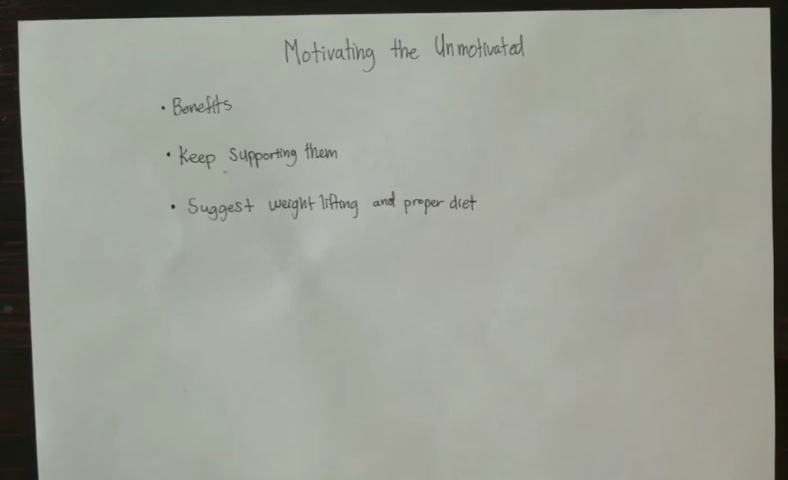 Motivating the Unmotivated
• Benefits
• Keep supporting them
• Suggest weight lifting and proper diet